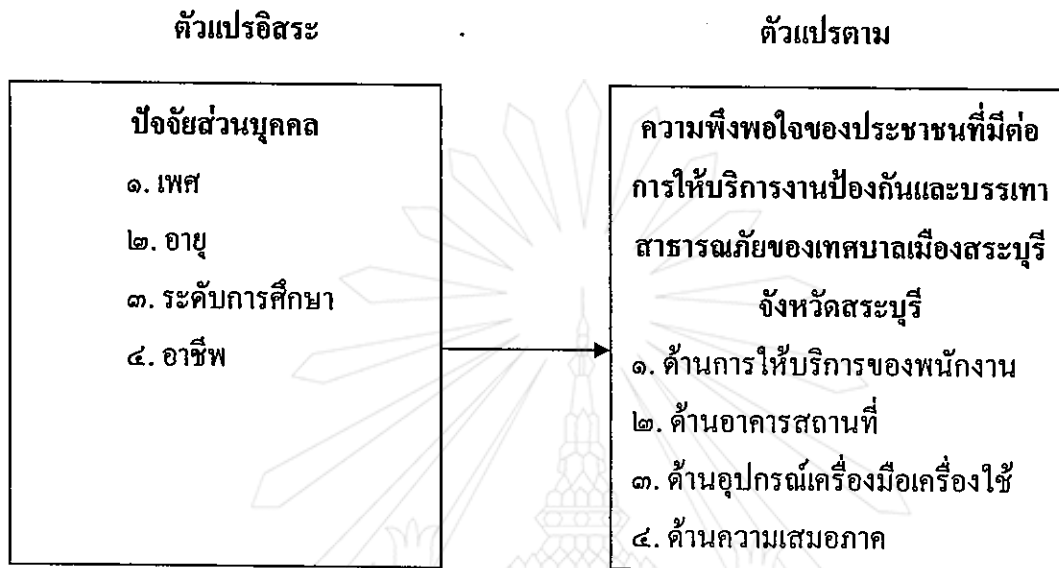 ตัวแปรอิสระ
ตัวแปรตาม
ปัจจัยส่วนบุคคล
๑. เพศ
๒. อายุ
๓. ระดับการศึกษา
๔. อาชีพ
ความพึงพอใจของประชาชนที่มีต่อ
การให้บริการงานป้องกันและบรรเทา
สาธารณภัยของเทศบาลเมืองสระบุรี
จังหวัดสระบุรี
๑. ด้านการให้บริการของพนักงาน
๒. ด้านอาคารสถานที่
๓. ด้านอุปกรณ์เครื่องมือเครื่องใช้
๔. ด้านความเสมอภาค